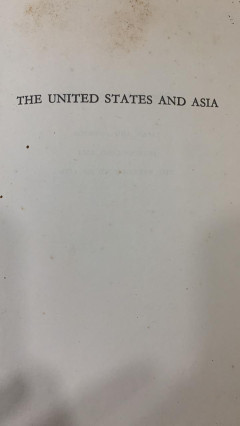 THE UNITED STATES AND ASIA